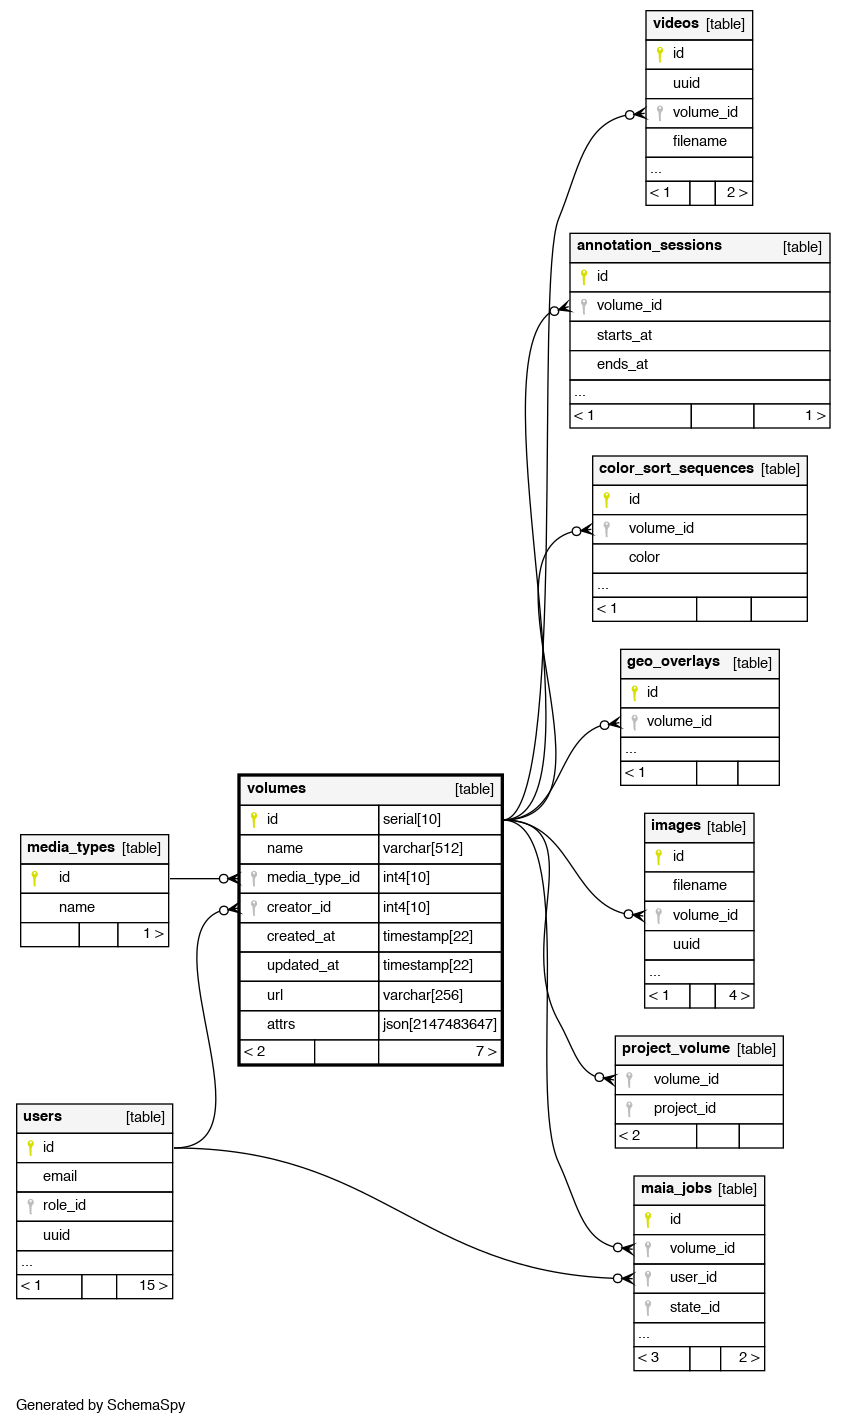 videos [table]
id
uuid
volume_id
filename
...
< 1 2 >
annotation_sessions [table]
id
volume_id
starts_at
ends_at
...
< 1 1 >
color_sort_sequences [table]
id
volume_id
color
...
< 1
geo_overlays [table]
id
volume_id
...
< 1
volumes [table]
id serial[10]
name varchar[512]
media_type_id int4[10]
creator_id int4[10]
created_at timestamp[22]
updated_at timestamp[22]
url varchar[256]
attrs json[2147483647]
< 2 7 >
media_types [table]
id
name
1 >
images [table]
id
filename
volume_id
uuid
...
< 1 4 >
project_volume [table]
volume_id
project_id
< 2
users [table]
id
email
role_id
uuid
...
< 1 15 >
maia_jobs [table]
id
volume_id
user_id
state_id
...
< 3 2 >
Generated by SchemaSpy